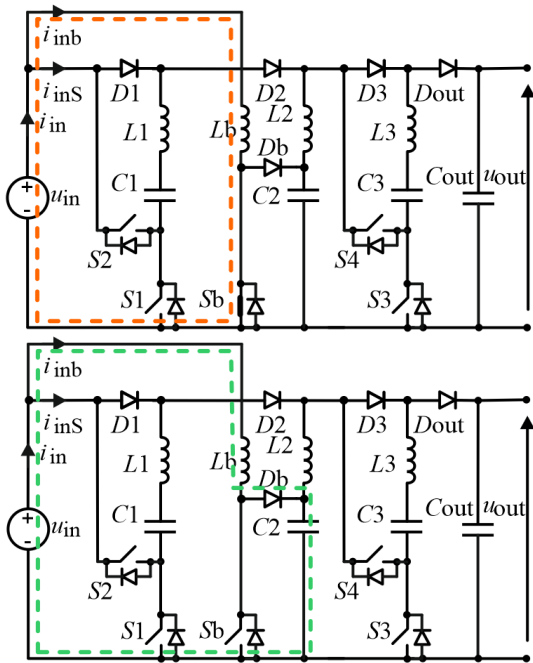 i inb
i inS D1 D2 D3 Dout
i in L1 Lb L2 L3
Db
u in C1 C2 C3 Cout u out
S2 S4
S1 Sb S3
i inb
i inS D1 D2 D3 Dout
i in L1 Lb L2 L3
Db
u in C1 C2 C3 Cout u out
S2 S4
S1 Sb S3